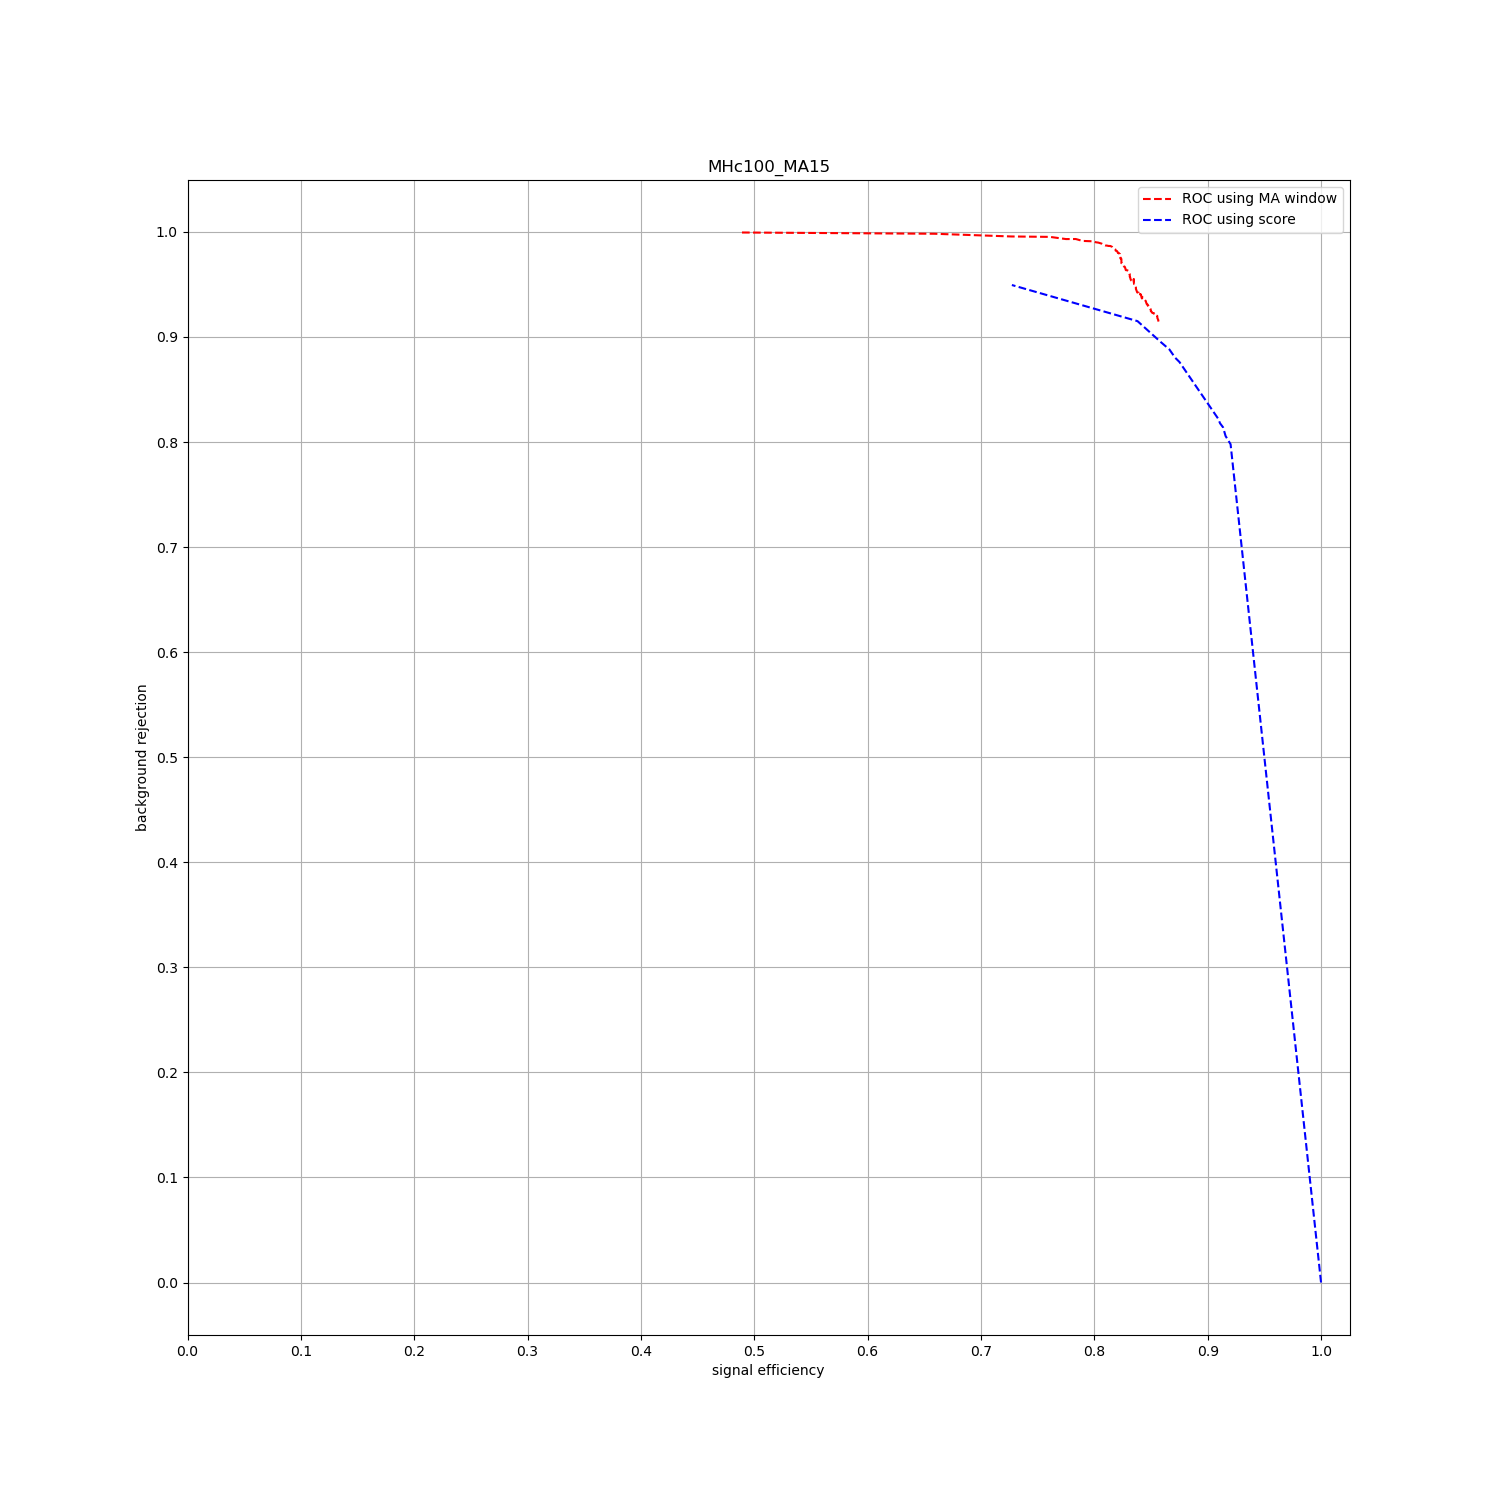 MHc100_MA15
ROC using MA window
ROC using score
1.0
0.9
0.8
0.7
0.6
0.5
0.4
0.3
0.2
0.1
0.0
background rejection
0.0 0.1 0.2 0.3 0.4 0.5 0.6 0.7 0.8 0.9 1.0
signal efficiency